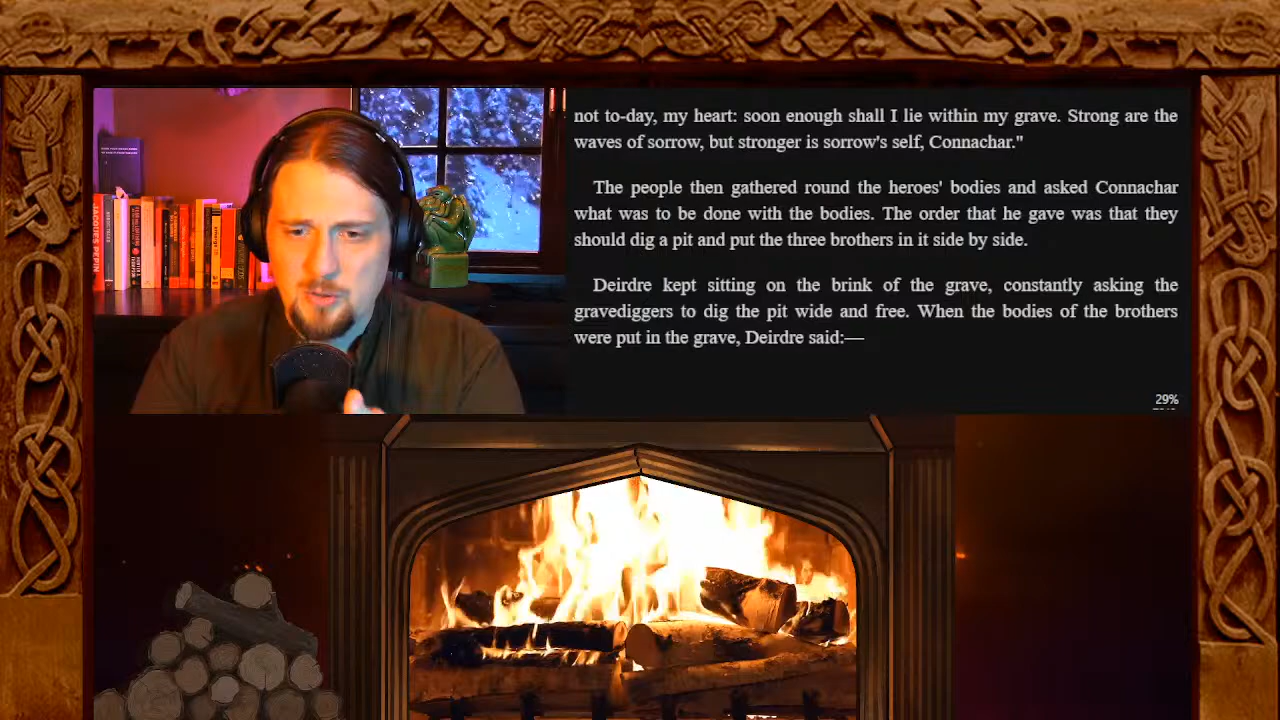 not to-day, my heart: soon enough shall I lie within my grave. Strong are the
waves of sorrow, but stronger is sorrow's self, Connachar."
The people then gathered round the heroes' bodies and asked Connachar
what was to be done with the bodies. The order that he gave was that they
should dig a pit and put the three brothers in it side by side.
Deirdre kept sitting on the brink of the grave, constantly asking the
gravediggers to dig the pit wide and free. When the bodies of the brothers
were put in the grave, Deirdre said:—
29%
JACQUES PEPIN